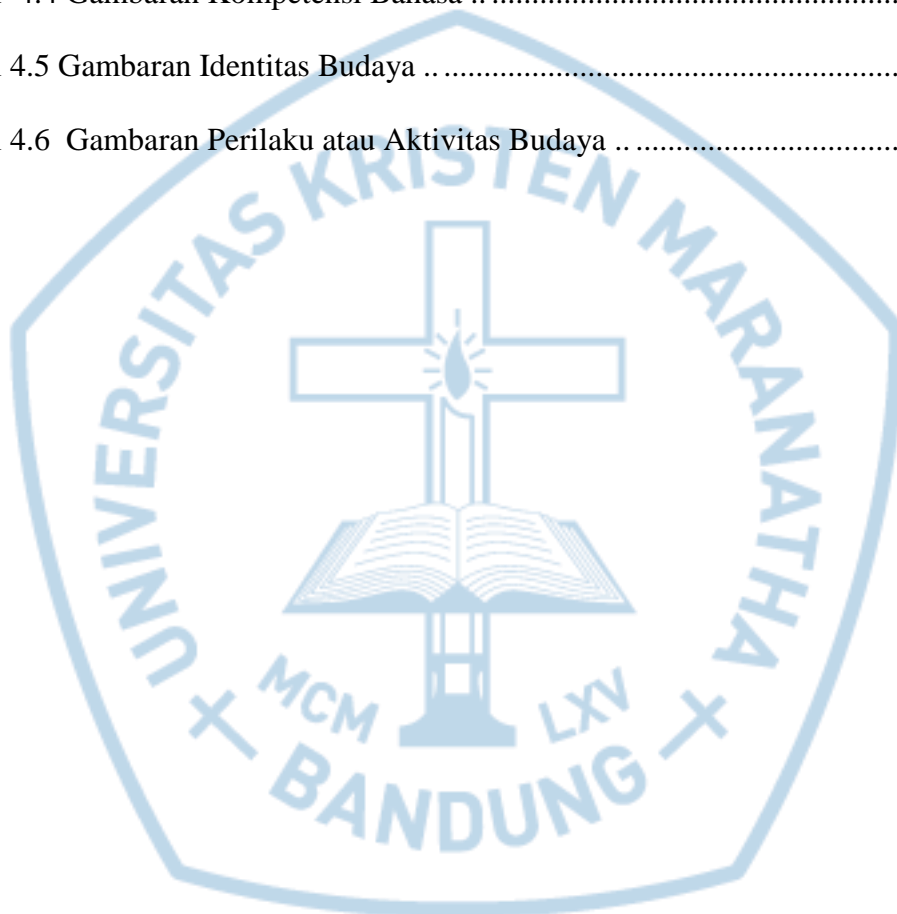 4.4 Gambaran Kompetensi Bahasa .. ................................................
4.5 Gambaran Identitas Budaya .. .........................................................
4.6 Gambaran Perilaku atau Aktivitas Budaya .. .................................
UNIVERSITAS KRISTEN MARANATHA
MCM LXV
BANDUNG